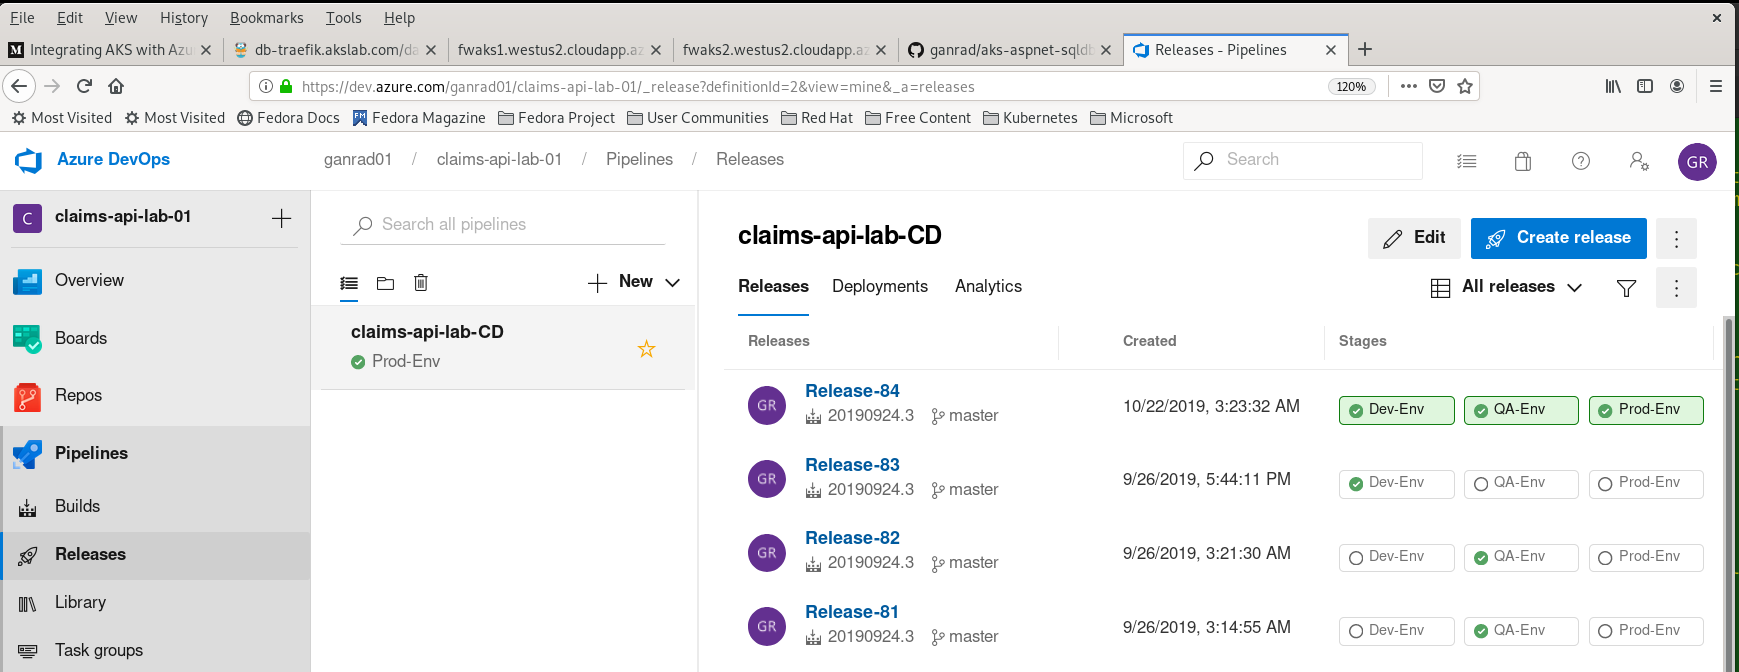 File Edit View History Bookmarks Tools Help
M Integrating AKS with Azu db-traefik.akslab.com/da fwaks1.westus2.cloudapp.az fwaks2.westus2.cloudapp.az ganrad/aks-aspnet-sqldb Releases - Pipelines
https://dev.azure.com/ganrad01/claims-api-lab-01/_release?definitionId=2&view=mine&_a=releases 120%
Most Visited Most Visited Fedora Docs FM Fedora Magazine Fedora Project User Communities Red Hat Free Content Kubernetes Microsoft
Azure DevOps ganrad01 / claims-api-lab-01 / Pipelines / Releases Search GR
C claims-api-lab-01
Overview
Boards
Repos
Pipelines
Builds
Releases
Library
Task groups
Search all pipelines
New
claims-api-lab-CD
Prod-Env
claims-api-lab-CD Edit Create release
Releases Deployments Analytics All releases
Releases Created Stages
GR Release-84
20190924.3 master 10/22/2019, 3:23:32 AM Dev-Env QA-Env Prod-Env
GR Release-83
20190924.3 master 9/26/2019, 5:44:11 PM Dev-Env QA-Env Prod-Env
GR Release-82
20190924.3 master 9/26/2019, 3:21:30 AM Dev-Env QA-Env Prod-Env
GR Release-81
20190924.3 master 9/26/2019, 3:14:55 AM Dev-Env QA-Env Prod-Env